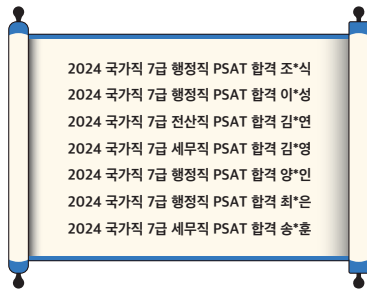 2024 국가직 7급 행정직 PSAT 합격 조*식
2024 국가직 7급 행정직 PSAT 합격 이*성
2024 국가직 7급 전산직 PSAT 합격 김*연
2024 국가직 7급 세무직 PSAT 합격 김*영
2024 국가직 7급 행정직 PSAT 합격 양*인
2024 국가직 7급 행정직 PSAT 합격 최*은
2024 국가직 7급 세무직 PSAT 합격 송*훈